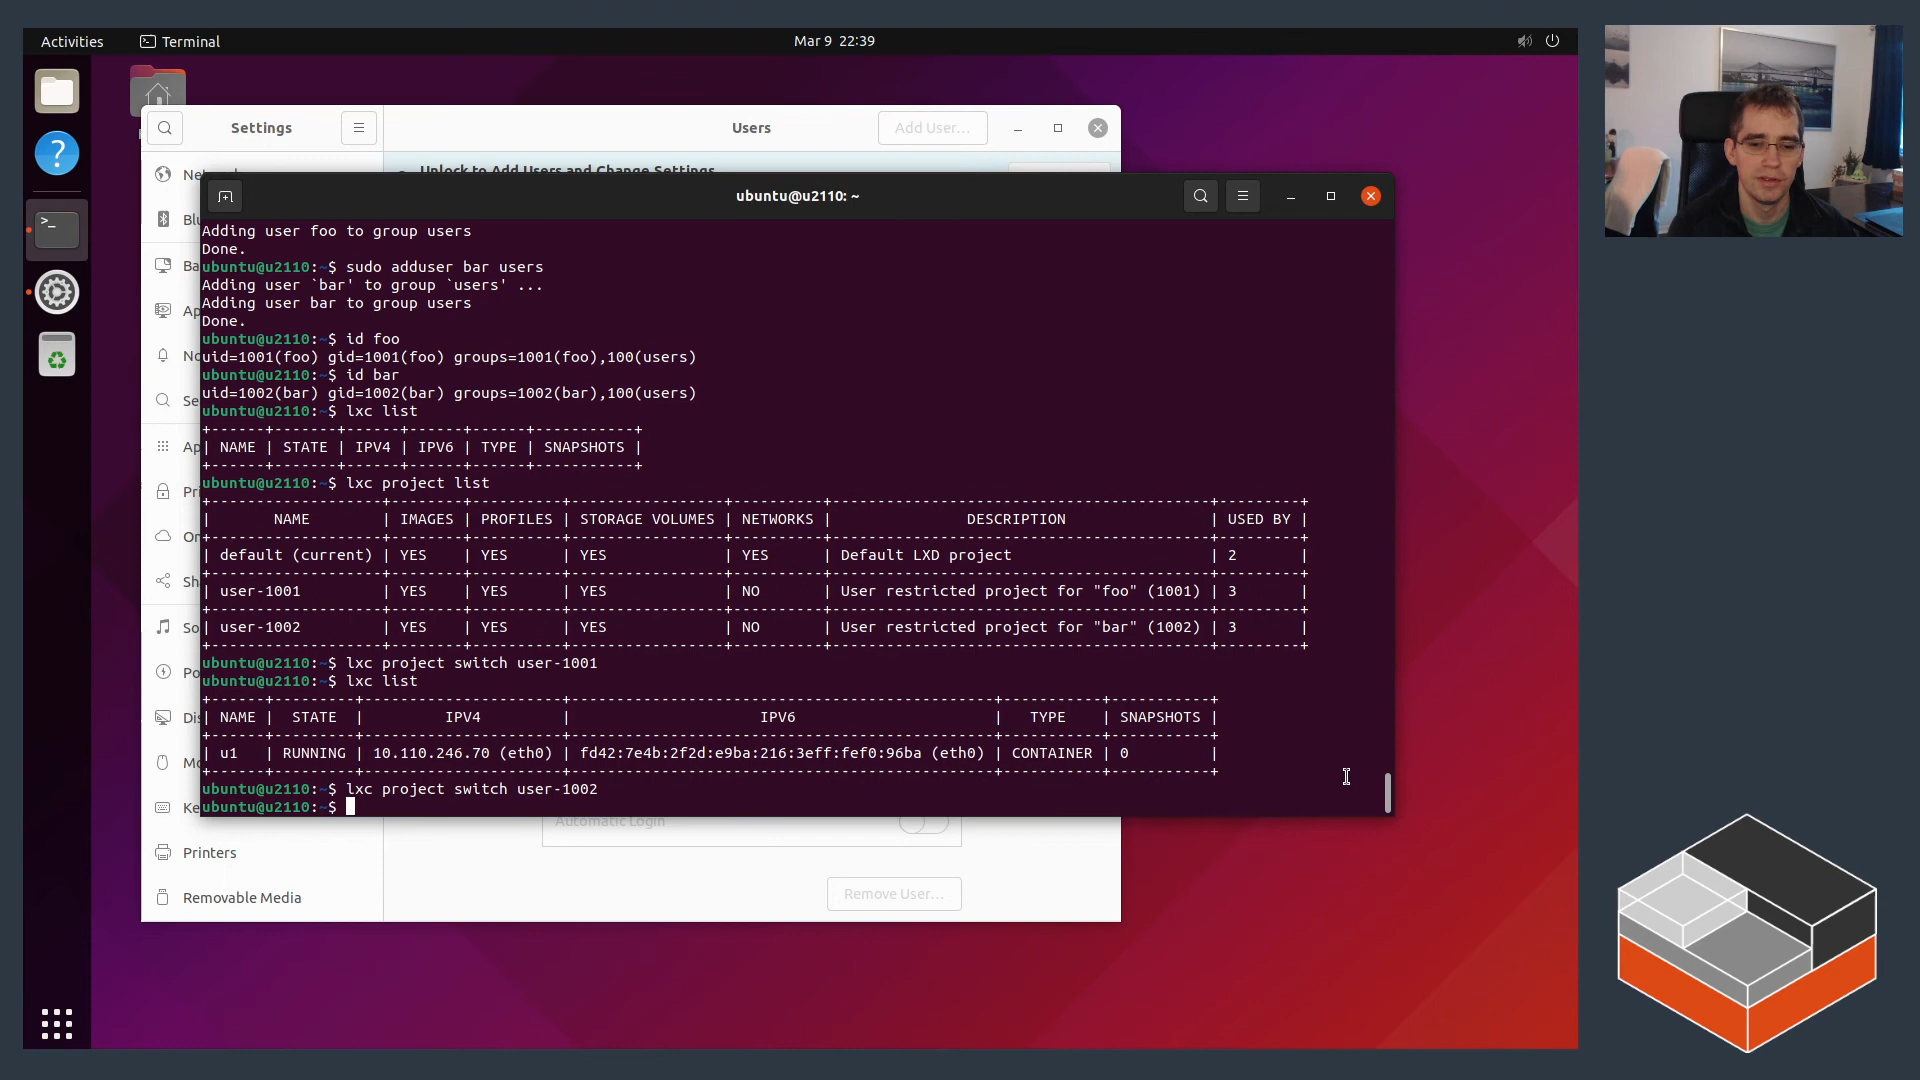 Activities
Terminal
Mar 9 22:39
Settings
Users
Add User...
Unlock to Add Users and Change Settings
ubuntu@u2110: ~
Adding user foo to group users
Done.
ubuntu@u2110:~$ sudo adduser bar users
Adding user `bar' to group `users' ...
Adding user bar to group users
Done.
ubuntu@u2110:~$ id foo
uid=1001(foo) gid=1001(foo) groups=1001(foo),100(users)
ubuntu@u2110:~$ id bar
uid=1002(bar) gid=1002(bar) groups=1002(bar),100(users)
ubuntu@u2110:~$ lxc list
+------+-------+------+------+------+-----------+
| NAME | STATE | IPV4 | IPV6 | TYPE | SNAPSHOTS |
+------+-------+------+------+------+-----------+
ubuntu@u2110:~$ lxc project list
+-------------------+--------+----------+-----------------+----------+------------------------------------------+---------+
| NAME | IMAGES | PROFILES | STORAGE VOLUMES | NETWORKS | DESCRIPTION | USED BY |
+-------------------+--------+----------+-----------------+----------+------------------------------------------+---------+
| default (current) | YES | YES | YES | YES | Default LXD project | 2 |
+-------------------+--------+----------+-----------------+----------+------------------------------------------+---------+
| user-1001 | YES | YES | YES | NO | User restricted project for "foo" (1001) | 3 |
+-------------------+--------+----------+-----------------+----------+------------------------------------------+---------+
| user-1002 | YES | YES | YES | NO | User restricted project for "bar" (1002) | 3 |
+-------------------+--------+----------+-----------------+----------+------------------------------------------+---------+
ubuntu@u2110:~$ lxc project switch user-1001
ubuntu@u2110:~$ lxc list
+------+---------+----------------------+-----------------------------------------------+-----------+-----------+
| NAME | STATE | IPV4 | IPV6 | TYPE | SNAPSHOTS |
+------+---------+----------------------+-----------------------------------------------+-----------+-----------+
| u1 | RUNNING | 10.110.246.70 (eth0) | fd42:7e4b:2f2d:e9ba:216:3eff:fef0:96ba (eth0) | CONTAINER | 0 |
+------+---------+----------------------+-----------------------------------------------+-----------+-----------+
ubuntu@u2110:~$ lxc project switch user-1002
ubuntu@u2110:~$
Automatic Login
Printers
Remove User...
Removable Media